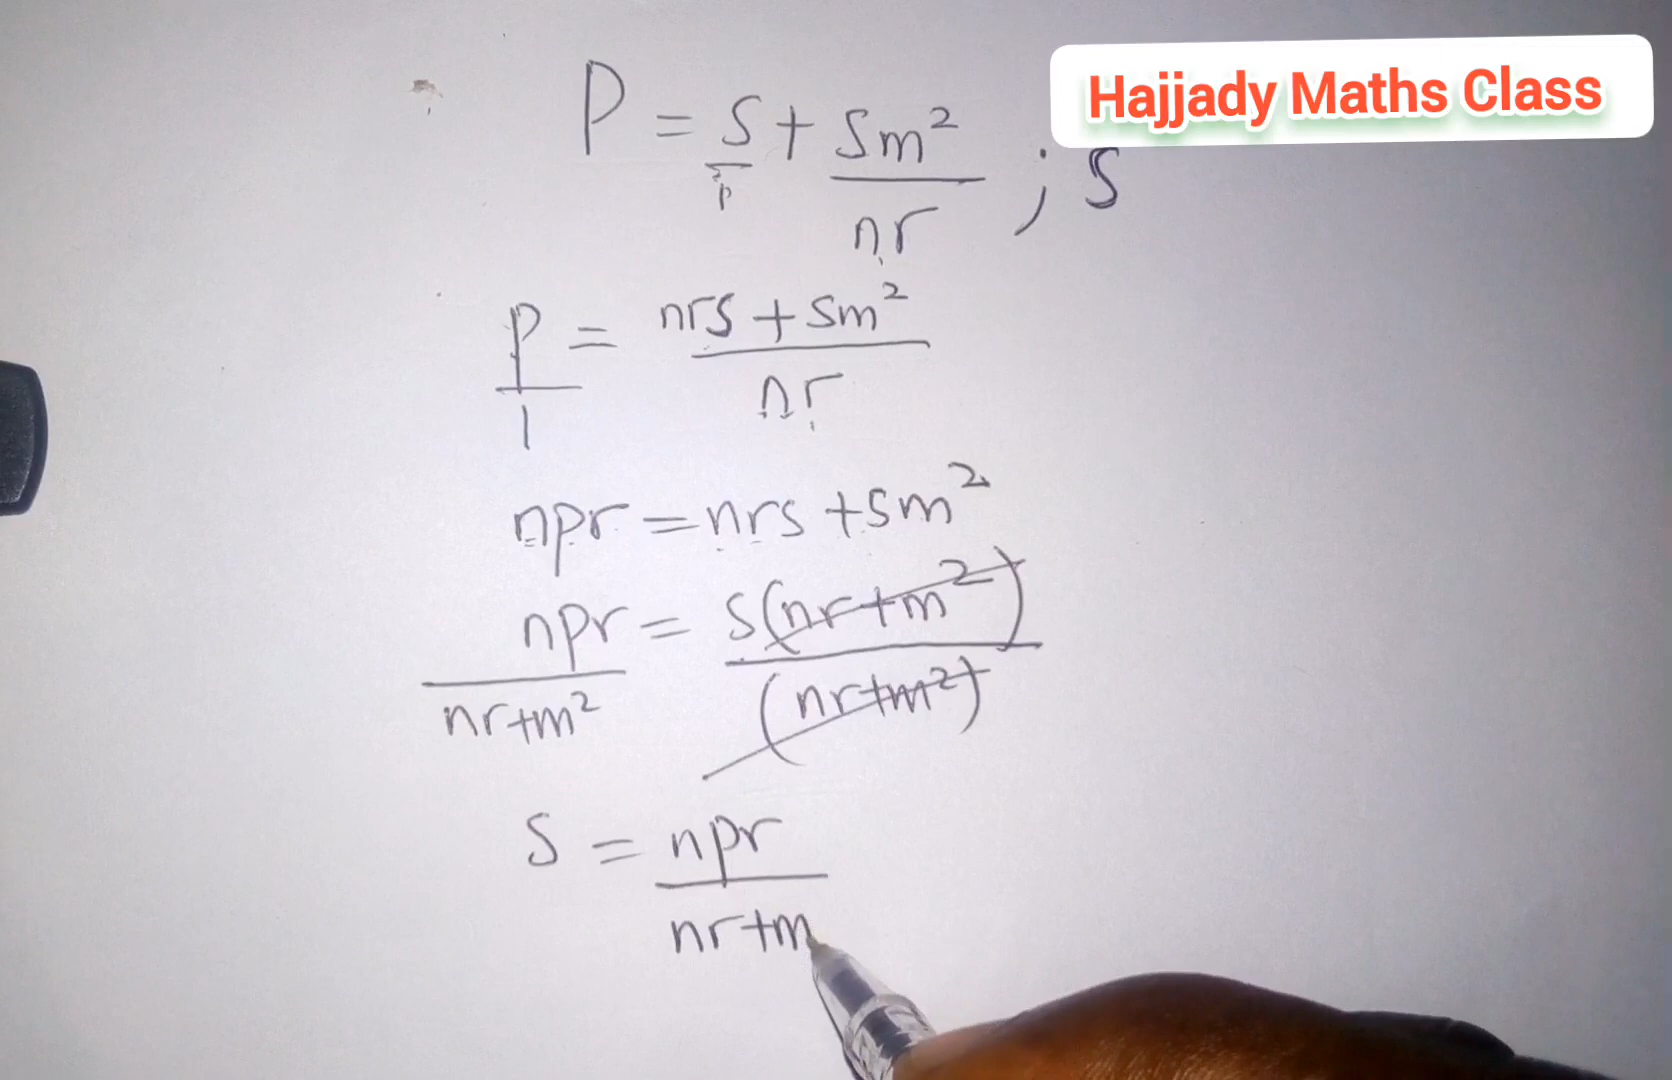 Hajjady Maths Class
P = S + Sm² / nr ; S
P / 1 = nrs + sm² / nr
npr = nrs + sm²
npr / nr+m² = s(nr+m²) / (nr+m²)
S = npr / nr+m